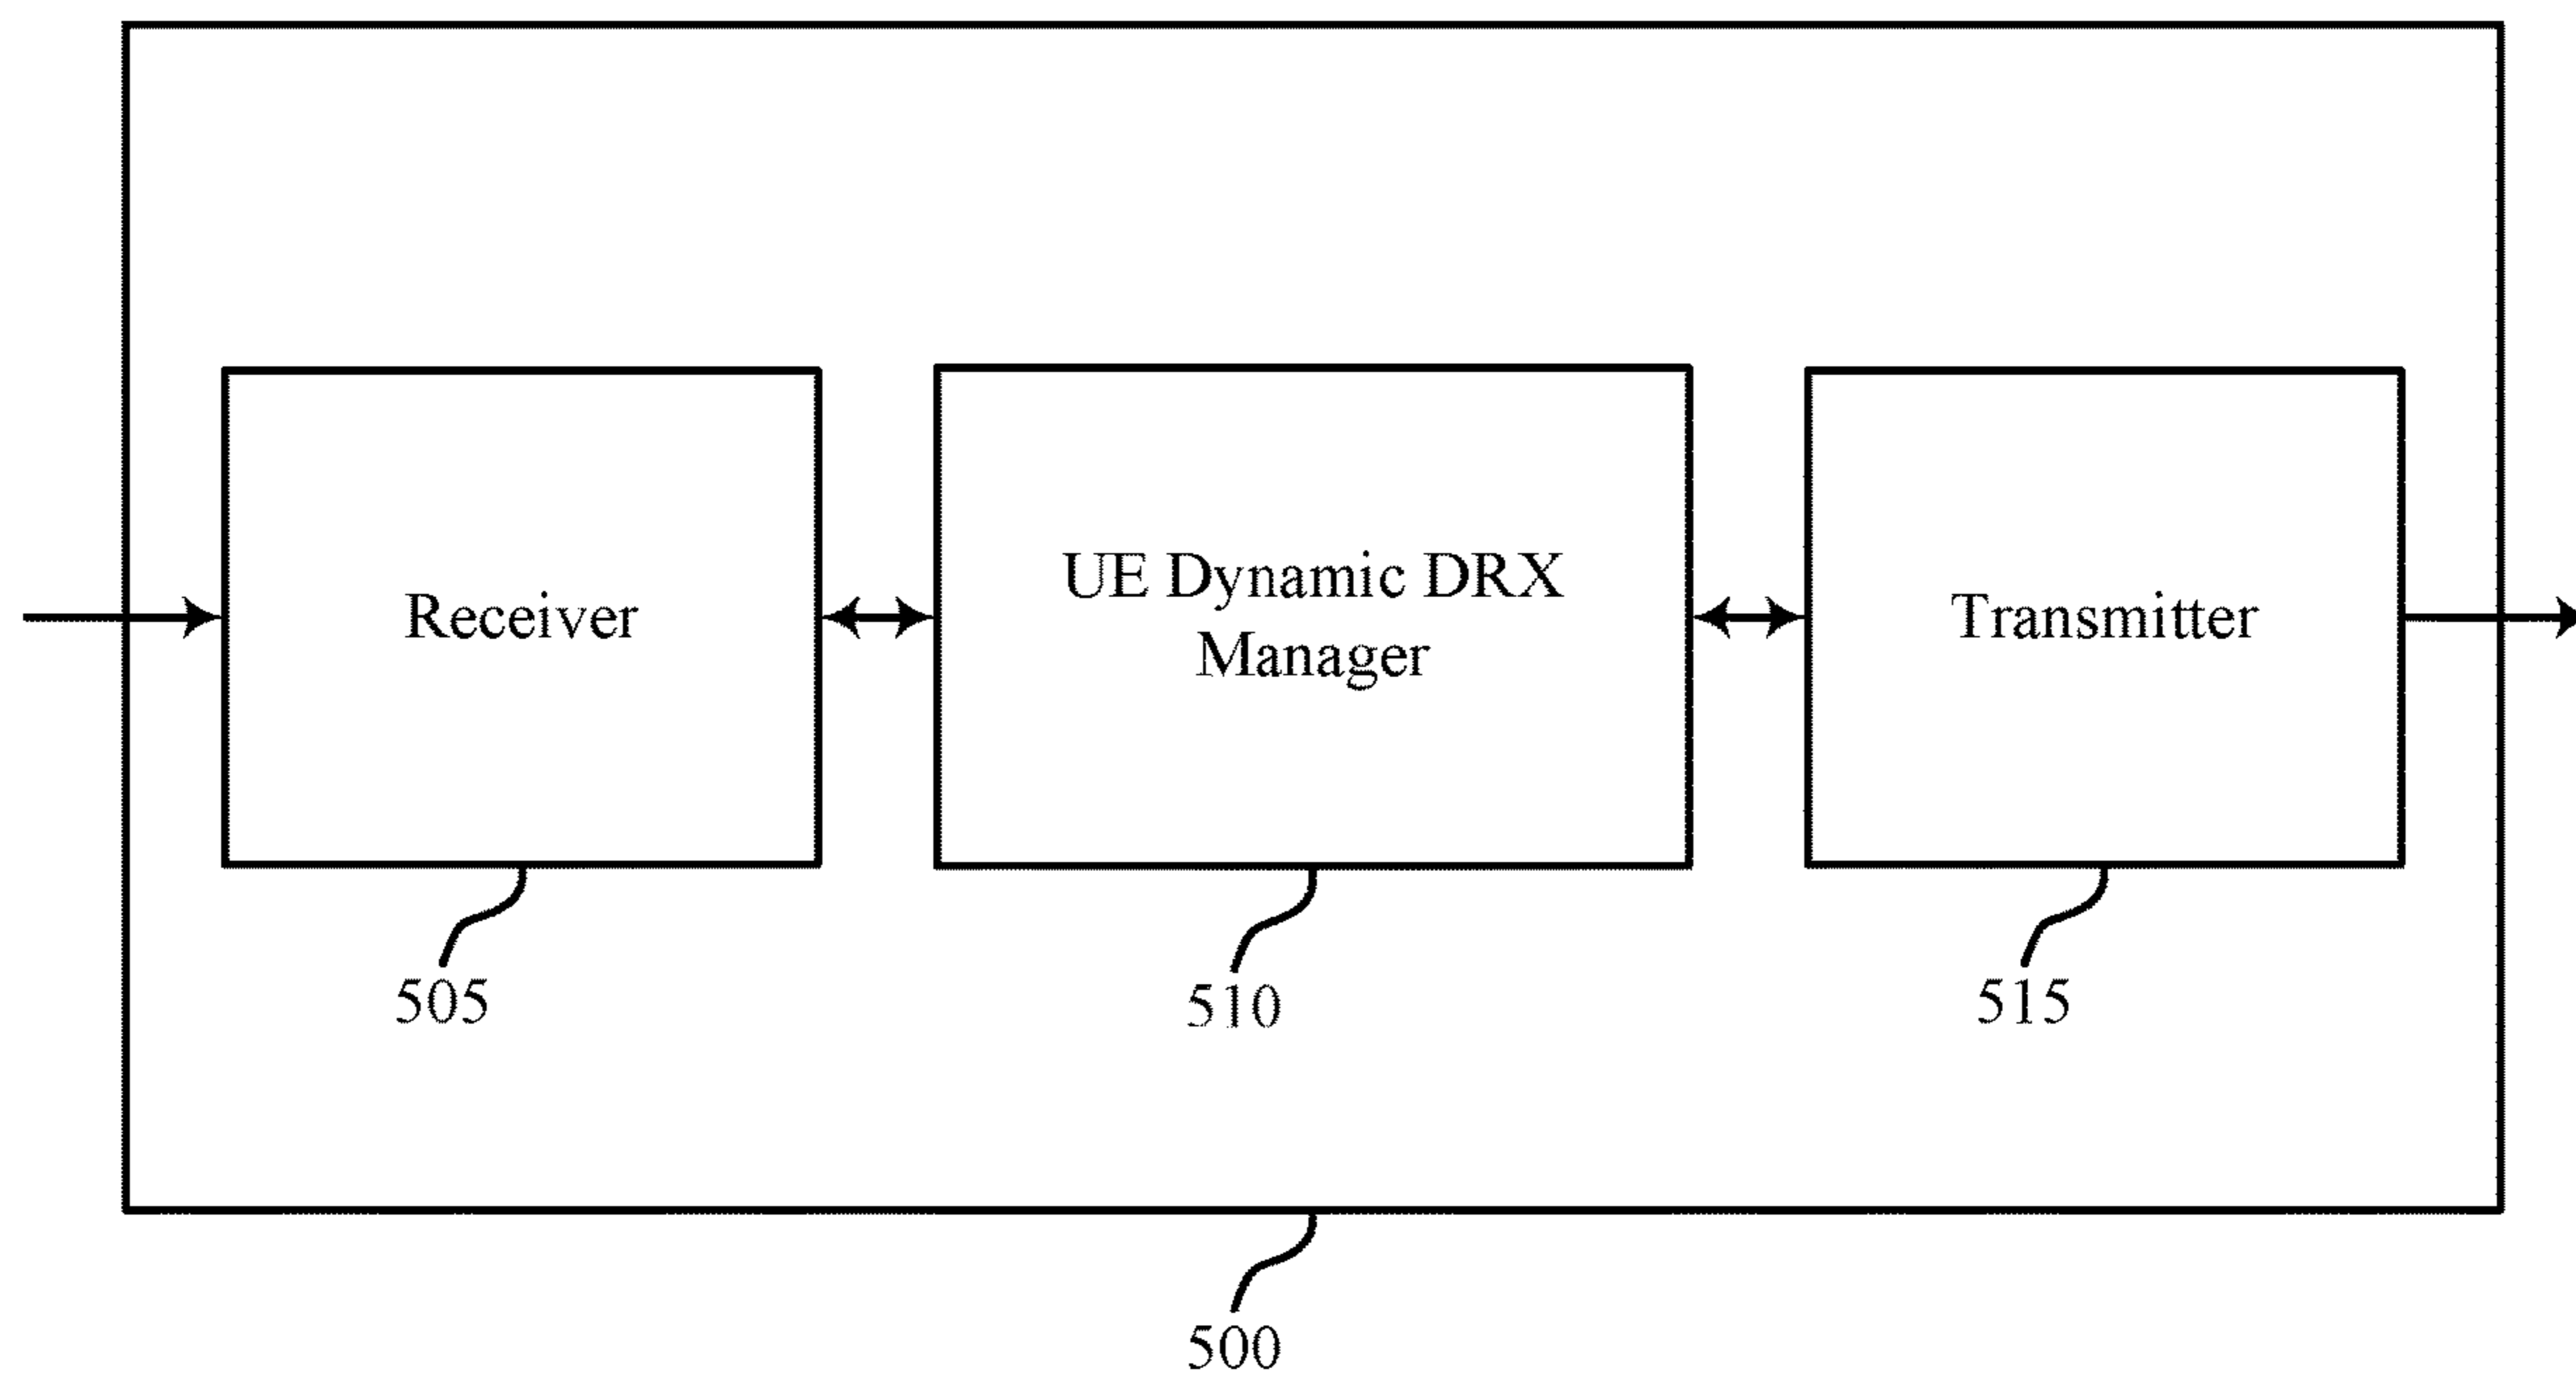 Receiver
UE Dynamic DRX
Manager
Transmitter
505
510
515
500